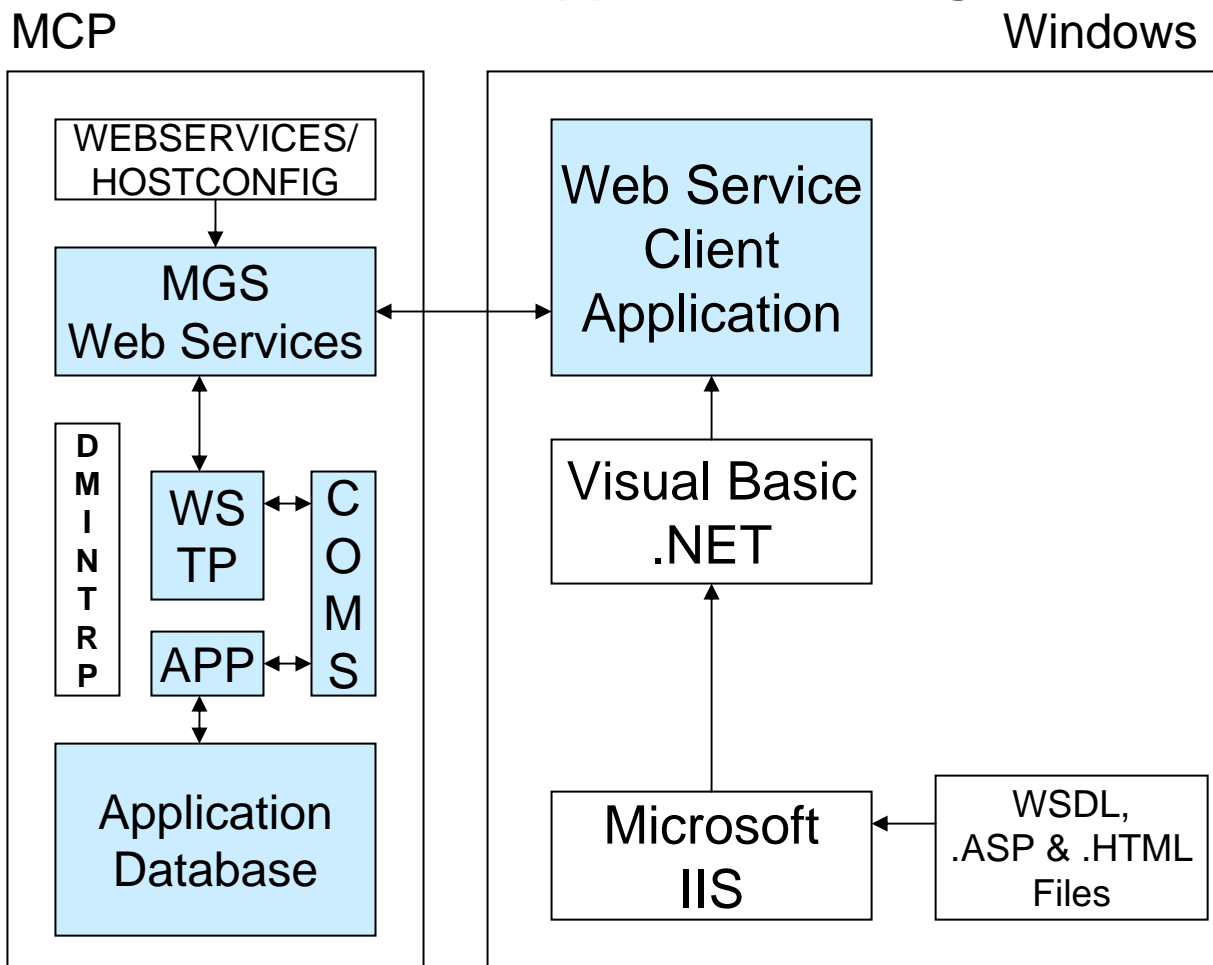 MCP
Windows
WEBSERVICES/
HOSTCONFIG
MGS
Web Services
D
M
I
N
T
R
P
WS
TP
C
O
M
S
APP
Application
Database
Web Service
Client
Application
Visual Basic
.NET
Microsoft
IIS
WSDL,
.ASP & .HTML
Files